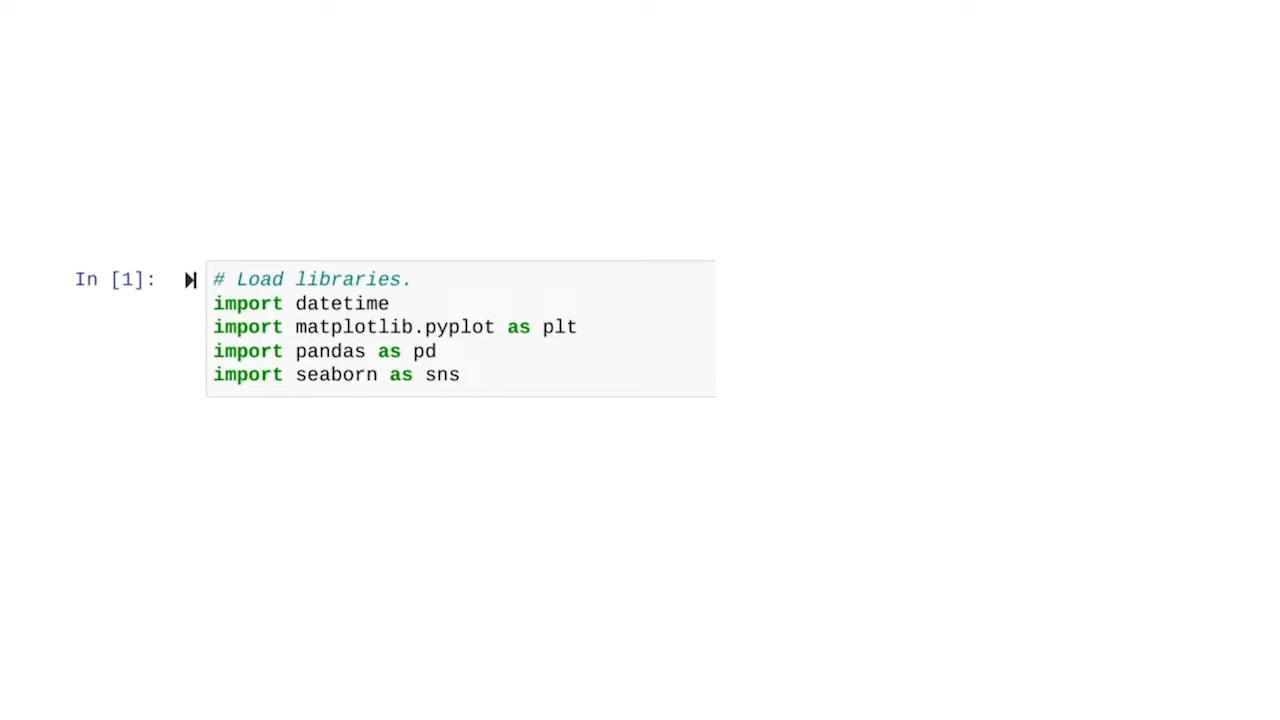 In [1]: # Load libraries.
import datetime
import matplotlib.pyplot as plt
import pandas as pd
import seaborn as sns